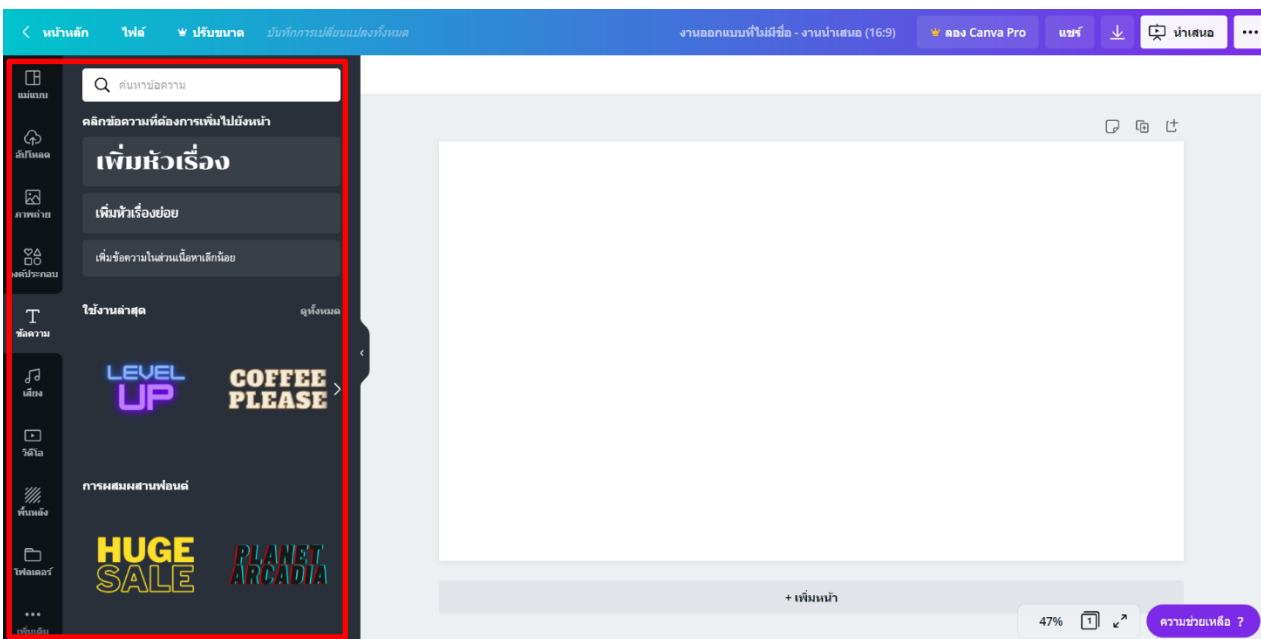 หน้าหลัก ไฟล์ ปรับขนาด บันทึกการเปลี่ยนแปลงทั้งหมด งานออกแบบที่ไม่มีชื่อ - งานนำเสนอ (16:9) ลอง Canva Pro แชร์ นำเสนอ
แม่แบบ
อัปโหลด
ภาพถ่าย
องค์ประกอบ
ข้อความ
เสียง
วิดีโอ
พื้นหลัง
โฟลเดอร์
เพิ่มเติม
ค้นหาข้อความ
คลิกข้อความที่ต้องการเพิ่มไปยังหน้า
เพิ่มหัวเรื่อง
เพิ่มหัวเรื่องย่อย
เพิ่มข้อความในส่วนเนื้อหาเล็กน้อย
ใช้งานล่าสุด ดูทั้งหมด
LEVEL
UP
COFFEE
PLEASE
การผสมผสานฟอนต์
HUGE
SALE
PLANET
ARCADIA
+ เพิ่มหน้า
47% 1 ความช่วยเหลือ ?